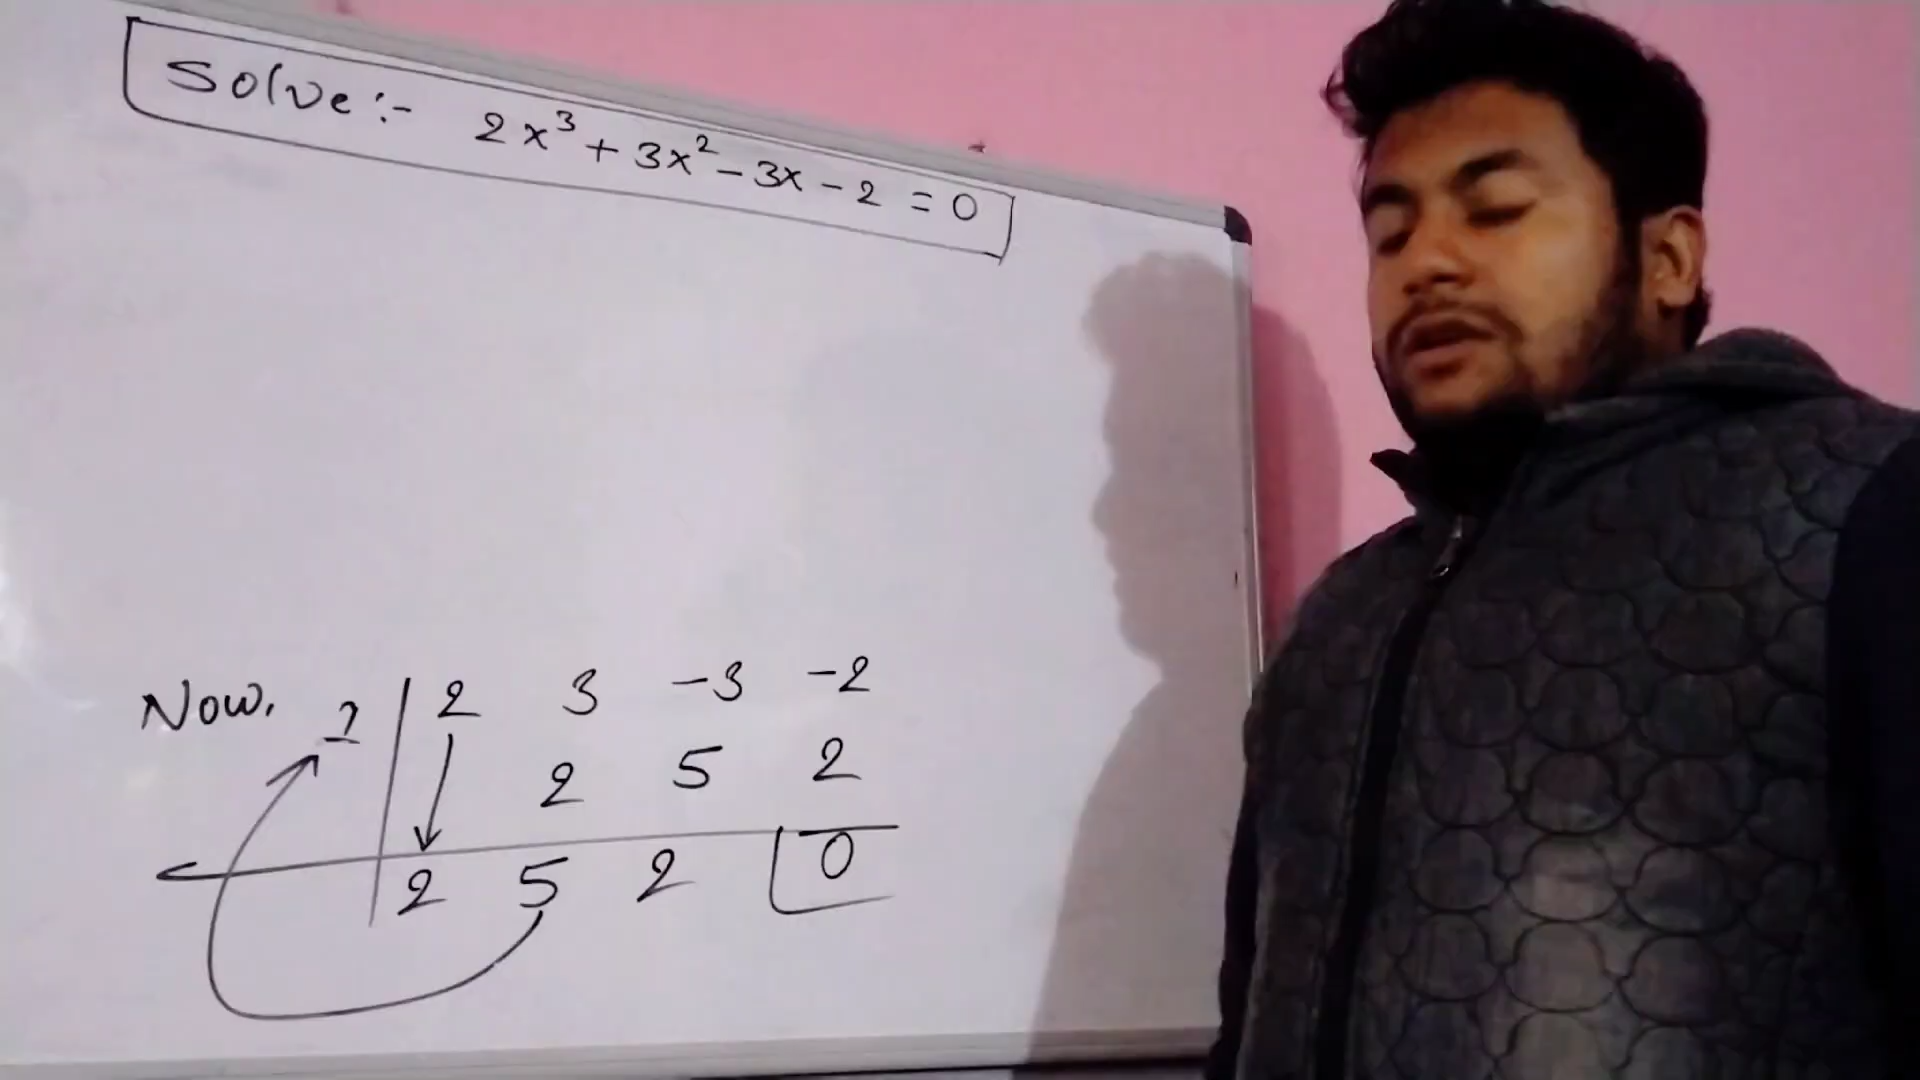 Solve :- 2x³ + 3x² - 3x - 2 = 0
Now, 1 | 2 3 -3 -2
2 5 2
2 5 2 0